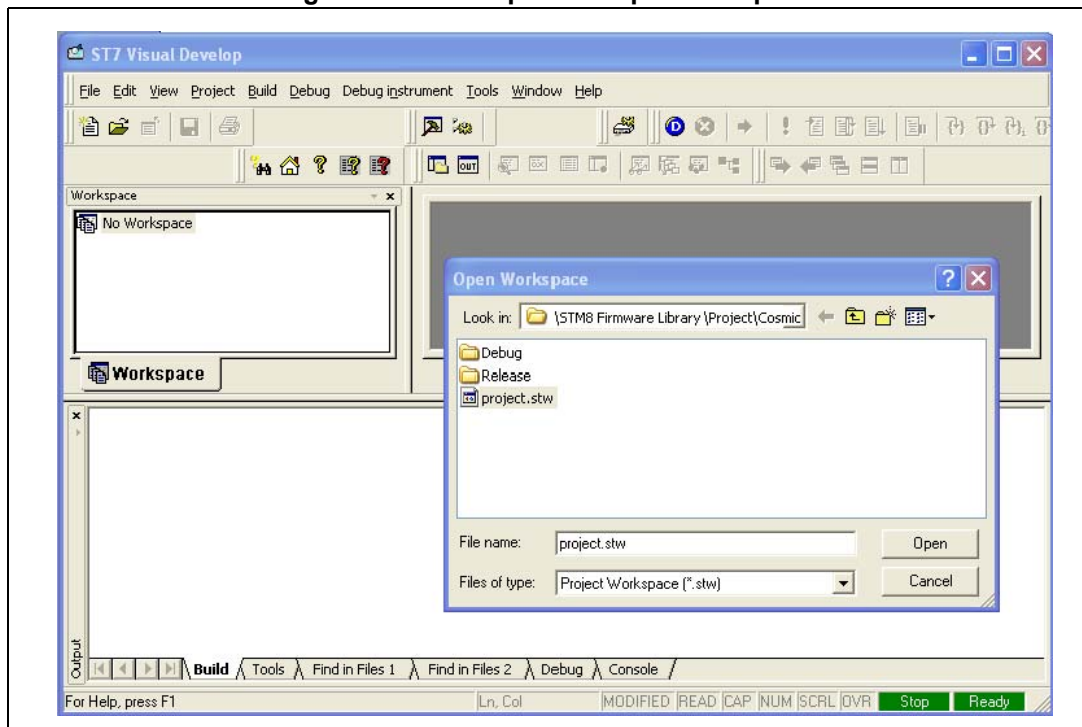 ST7 Visual Develop
File Edit View Project Build Debug Debug instrument Tools Window Help
D
OUT
Workspace
No Workspace
Workspace
Open Workspace
Look in: \STM8 Firmware Library\Project\Cosmic
Debug
Release
project.stw
File name: project.stw Open
Files of type: Project Workspace (*.stw) Cancel
Output
Build Tools Find in Files 1 Find in Files 2 Debug Console
For Help, press F1 Ln, Col MODIFIED READ CAP NUM SCRL OVR Stop Ready